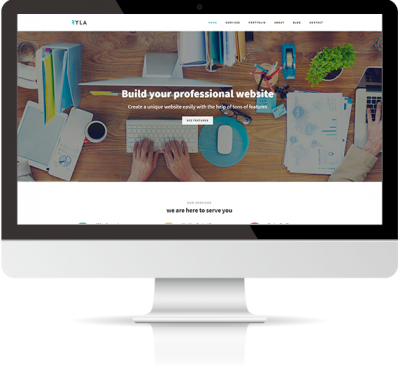 RYLA
HOME SERVICES PORTFOLIO ABOUT BLOG CONTACT
Build your professional website
Create a unique website easily with the help of tons of features
SEE FEATURES
OUR SERVICES
we are here to serve you